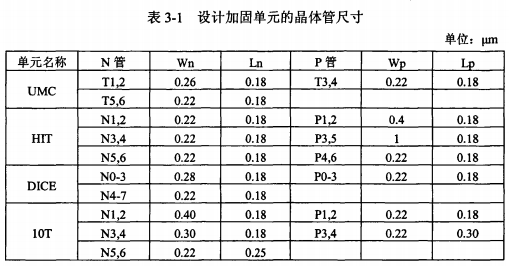 表 3-1 设计加固单元的晶体管尺寸
单位：μm
单元名称 N 管 Wn Ln P 管 Wp Lp
UMC T1,2 0.26 0.18 T3,4 0.22 0.18
T5,6 0.22 0.18
HIT N1,2 0.22 0.18 P1,2 0.4 0.18
N3,4 0.22 0.18 P3,5 1 0.18
N5,6 0.22 0.18 P4,6 0.22 0.18
DICE N0-3 0.28 0.18 P0-3 0.22 0.18
N4-7 0.22 0.18
10T N1,2 0.40 0.18 P1,2 0.22 0.18
N3,4 0.30 0.18 P3,4 0.22 0.30
N5,6 0.22 0.25